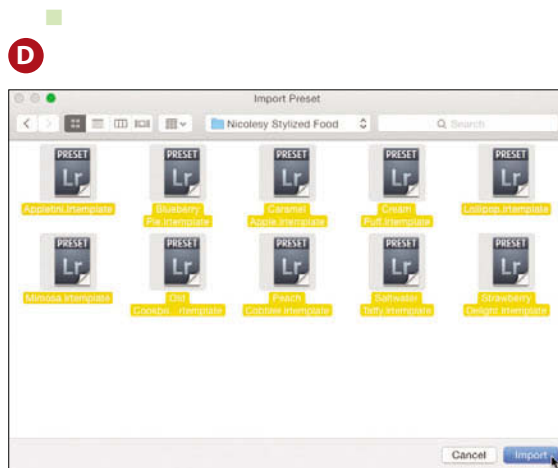 D
Import Preset
Nicolesy Stylized Food
Search
PRESET PRESET PRESET PRESET PRESET
Lr Lr Lr Lr Lr
Appletini.lrtemplate
Blueberry
Pie.lrtemplate
Caramel
Apple.lrtemplate
Cream
Puff.lrtemplate
Lollipop.lrtemplate
PRESET PRESET PRESET PRESET PRESET
Lr Lr Lr Lr Lr
Mimosa.lrtemplate
Old
Cookbo...rtemplate
Peach
Cobbler.lrtemplate
Saltwater
Taffy.lrtemplate
Strawberry
Delight.lrtemplate
Cancel Import